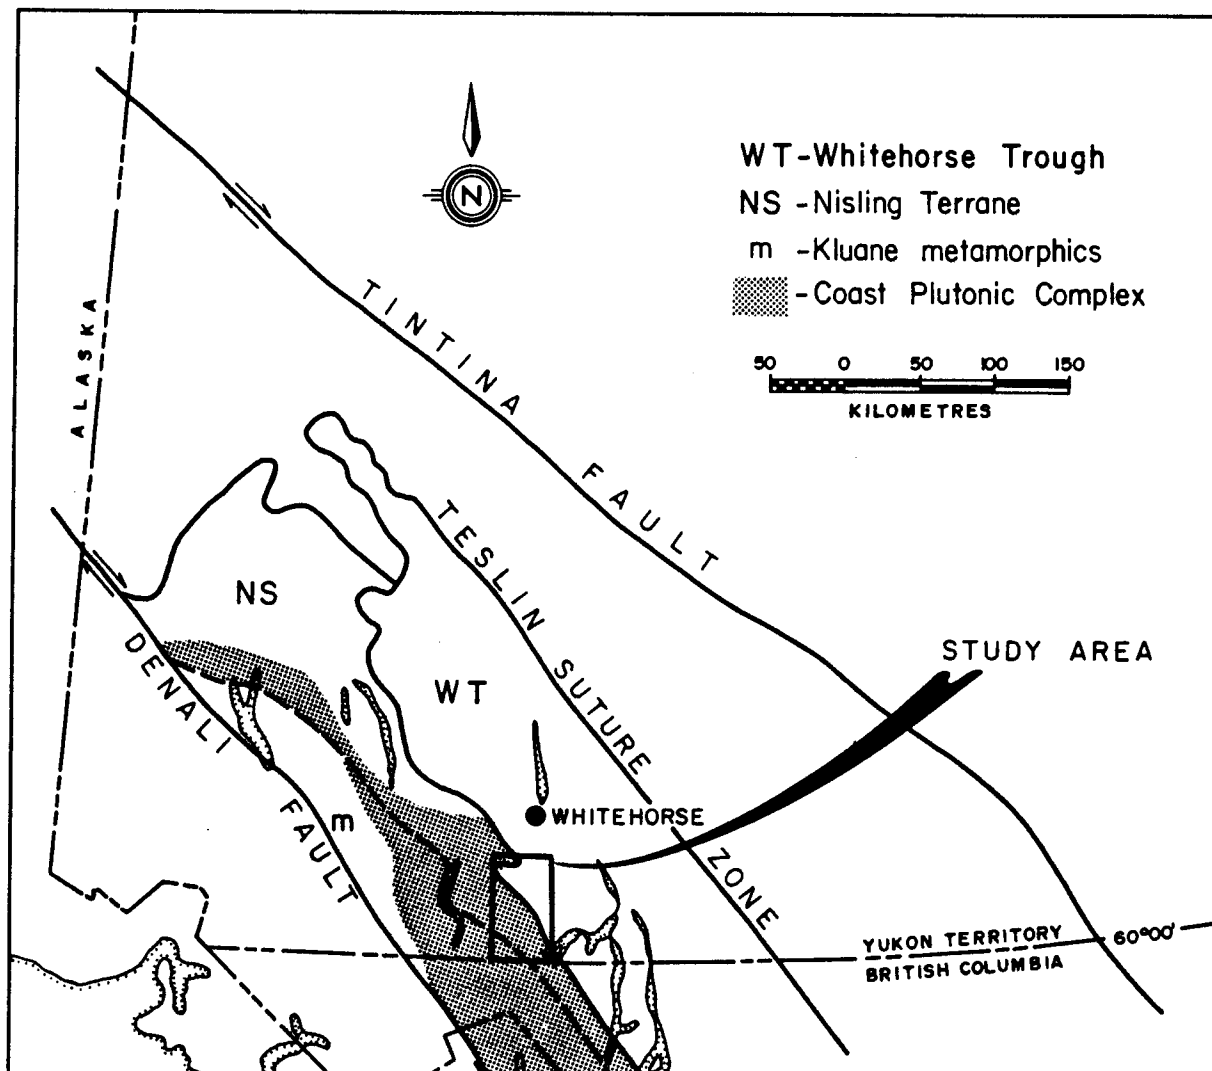 N
WT-Whitehorse Trough
NS -Nisling Terrane
m -Kluane metamorphics
-Coast Plutonic Complex
50 0 50 100 150
KILOMETRES
ALASKA
TINTINA FAULT
TESLIN SUTURE ZONE
NS
DENALI FAULT
WT
STUDY AREA
WHITEHORSE
m
YUKON TERRITORY
BRITISH COLUMBIA
60°00'